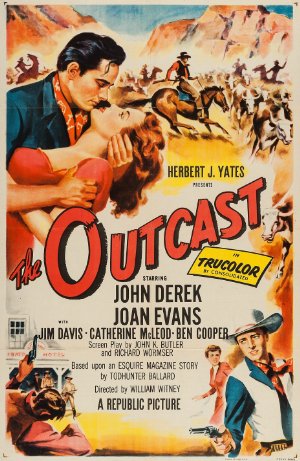 HERBERT J. YATES
PRESENTS
The OUTCAST
IN
TRUCOLOR
BY CONSOLIDATED
STARRING
JOHN DEREK
JOAN EVANS
WITH
JIM DAVIS · CATHERINE McLEOD · BEN COOPER
Screen Play by JOHN K. BUTLER
and RICHARD WORMSER
Based upon an ESQUIRE MAGAZINE STORY by
TODHUNTER BALLARD
Directed by WILLIAM WITNEY
A REPUBLIC PICTURE
HOTEL